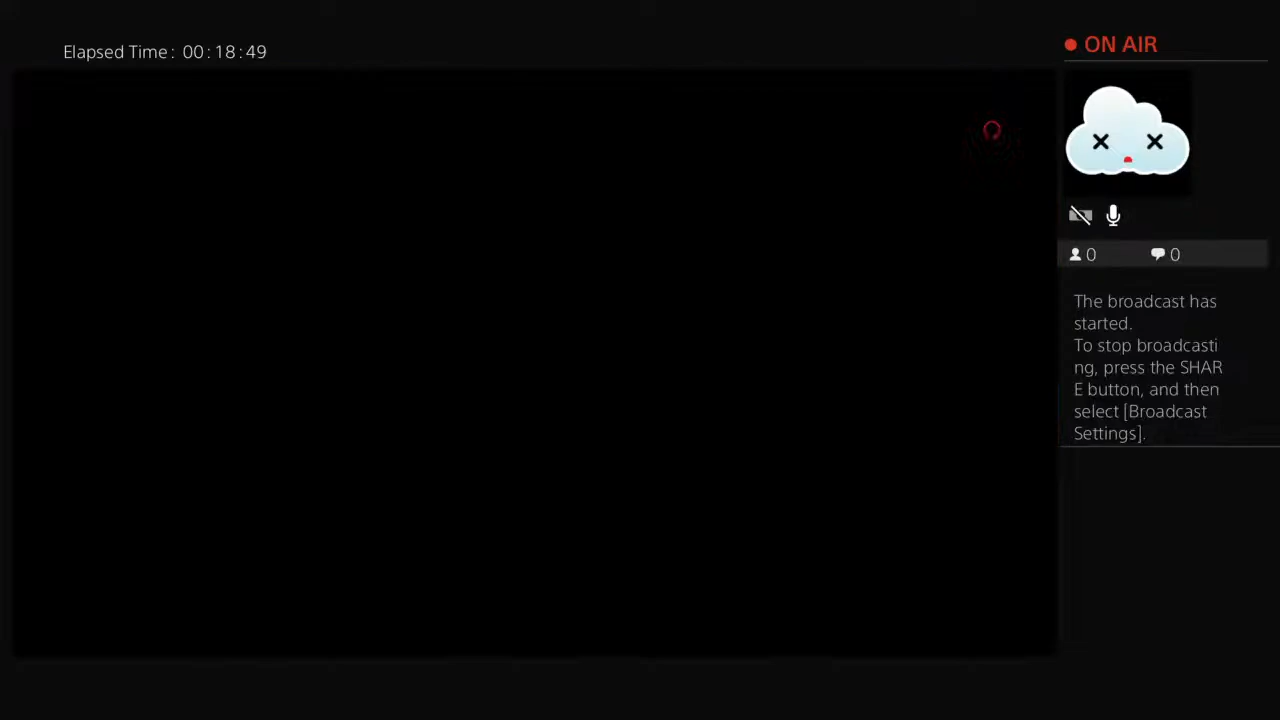 Elapsed Time: 00:18:49
ON AIR
0 0
The broadcast has
started.
To stop broadcasti
ng, press the SHAR
E button, and then
select [Broadcast
Settings].